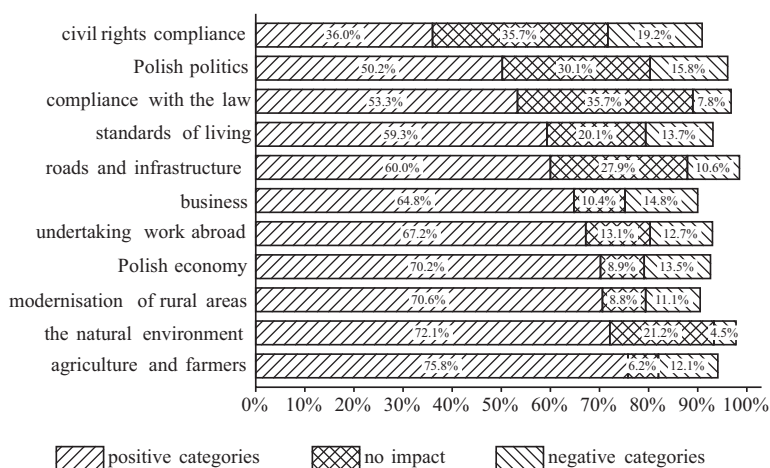 civil rights compliance 36.0% 35.7% 19.2%
Polish politics 50.2% 30.1% 15.8%
compliance with the law 53.3% 35.7% 7.8%
standards of living 59.3% 20.1% 13.7%
roads and infrastructure 60.0% 27.9% 10.6%
business 64.8% 10.4% 14.8%
undertaking work abroad 67.2% 13.1% 12.7%
Polish economy 70.2% 8.9% 13.5%
modernisation of rural areas 70.6% 8.8% 11.1%
the natural environment 72.1% 21.2% 4.5%
agriculture and farmers 75.8% 6.2% 12.1%
0% 10% 20% 30% 40% 50% 60% 70% 80% 90% 100%
positive categories no impact negative categories